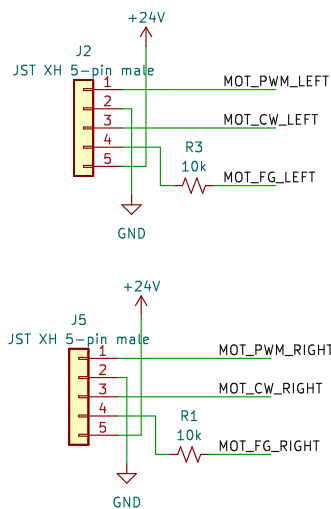 +24V
J2
JST XH 5-pin male
1 MOT_PWM_LEFT
2
3 MOT_CW_LEFT
4 R3
5 10k
MOT_FG_LEFT
GND
+24V
J5
JST XH 5-pin male
1 MOT_PWM_RIGHT
2
3 MOT_CW_RIGHT
4 R1
5 10k
MOT_FG_RIGHT
GND